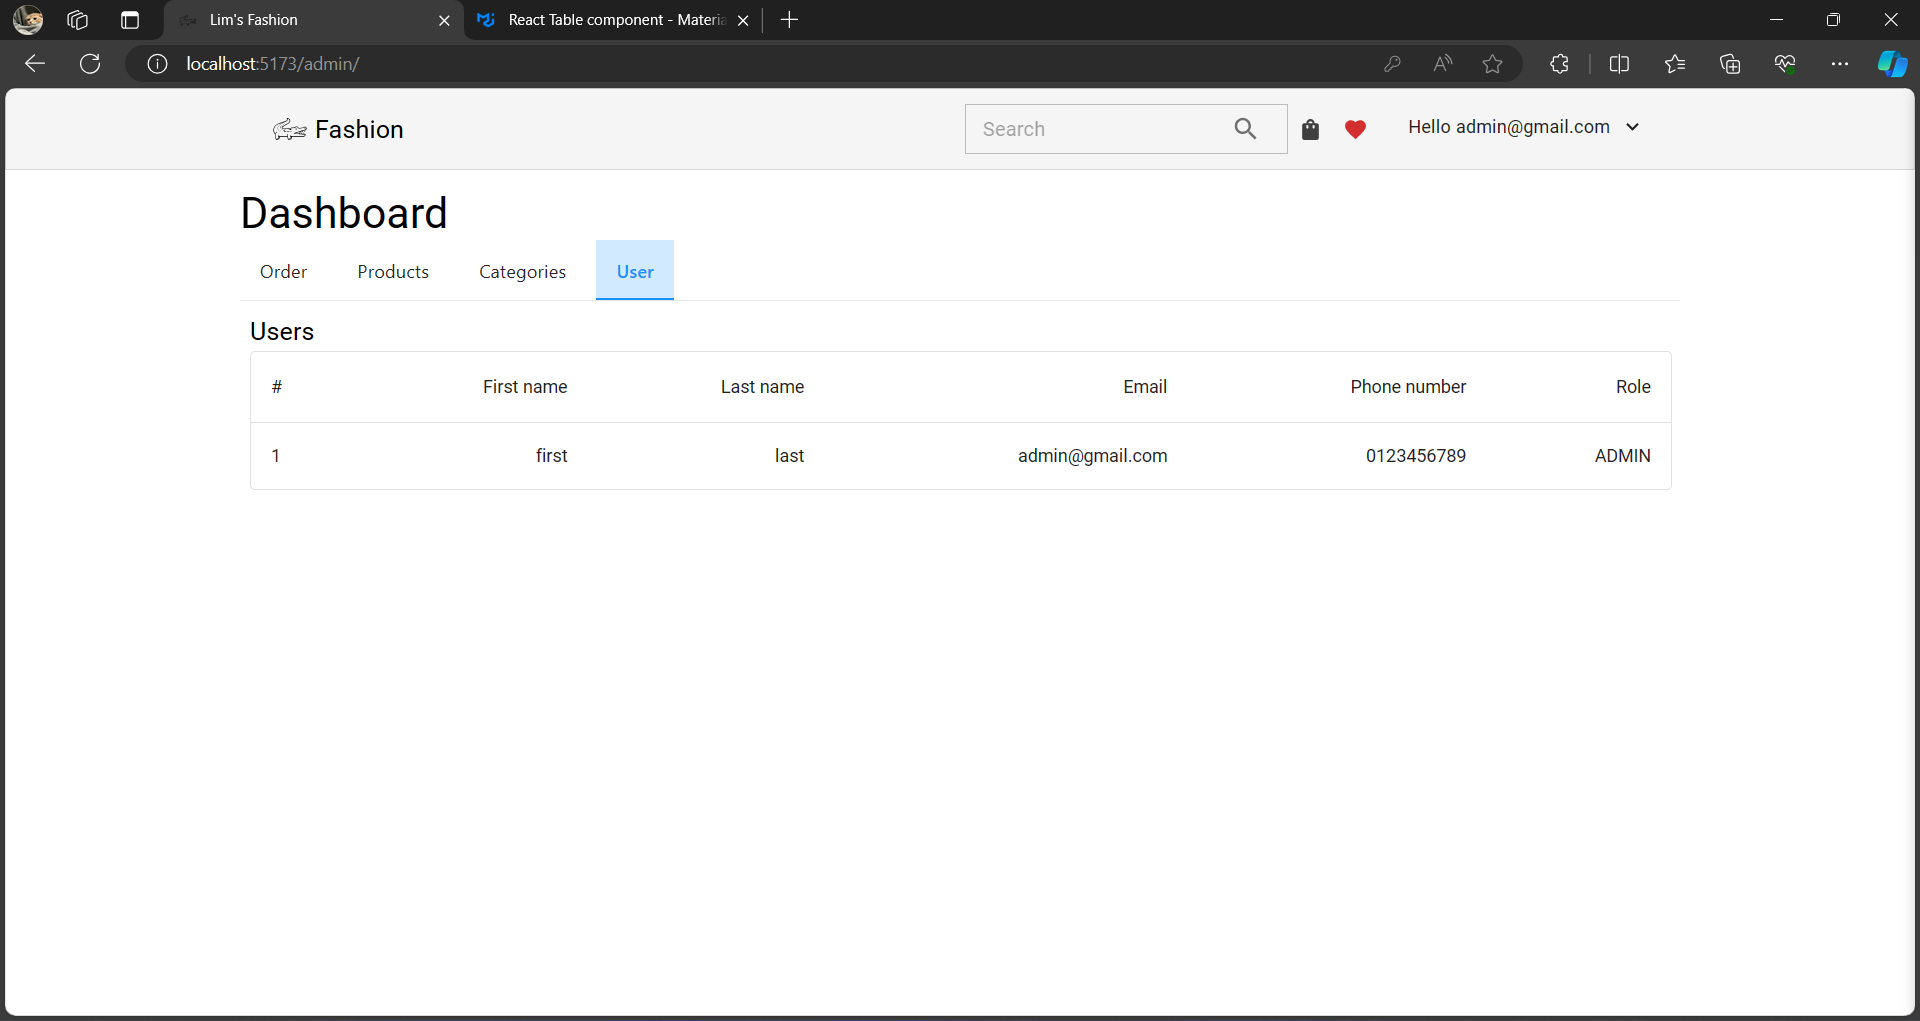 Lim's Fashion
React Table component - Materia
localhost:5173/admin/
Fashion
Search
Hello admin@gmail.com
Dashboard
Order Products Categories User
Users
# First name Last name Email Phone number Role
1 first last admin@gmail.com 0123456789 ADMIN